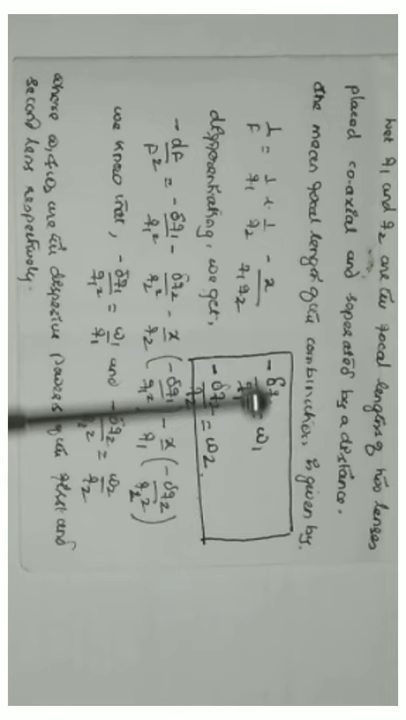 Let f1 and f2 are the focal lengths of two lenses
placed co-axial and seperated by a distance.
the mean focal length of the combination is given by.
1/F = 1/f1 + 1/f2 - x/f1f2
-δf1/f1 = ω1
-δf2/f2 = ω2
differentiating, we get,
-dF/F² = -δf1/f1² - δf2/f2² - x/f2 (-δf1/f1²) - x/f1 (-δf2/f2²)
we know that, -δf1/f1² = ω1/f1 and -δf2/f2² = ω2/f2
where ω1, ω2 are the dispersive powers of the first and
second lens respectively.